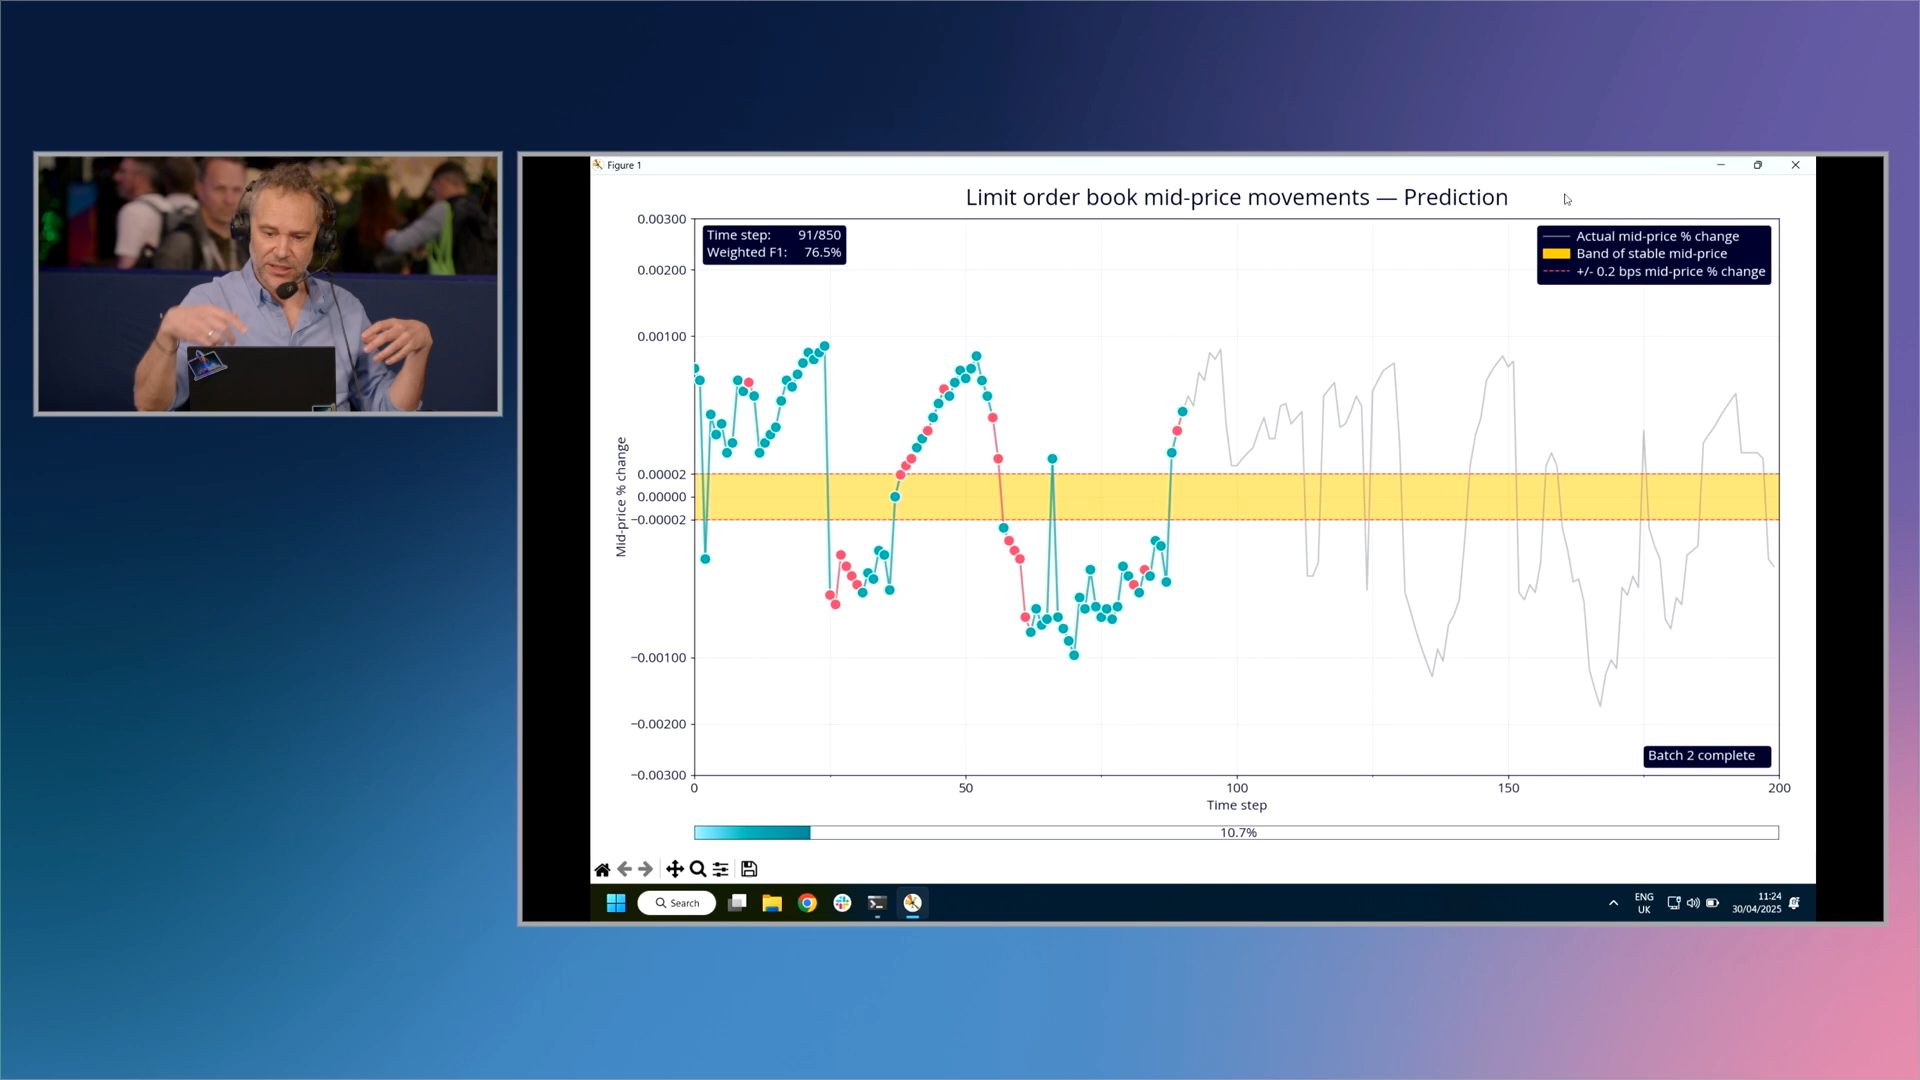 Figure 1
Limit order book mid-price movements — Prediction
Time step: 91/850
Weighted F1: 76.5%
Actual mid-price % change
Band of stable mid-price
+/- 0.2 bps mid-price % change
0.00300
0.00200
0.00100
0.00002
0.00000
−0.00002
−0.00100
−0.00200
−0.00300
Mid-price % change
Batch 2 complete
0 50 100 150 200
Time step
10.7%
Search
ENG
UK
11:24
30/04/2025